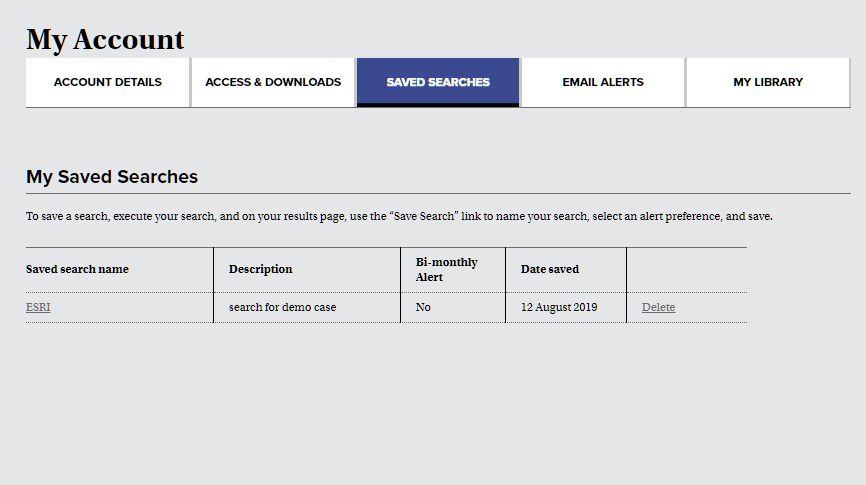 My Account
ACCOUNT DETAILS ACCESS & DOWNLOADS SAVED SEARCHES EMAIL ALERTS MY LIBRARY
My Saved Searches
To save a search, execute your search, and on your results page, use the “Save Search” link to name your search, select an alert preference, and save.
Saved search name Description Bi-monthly Alert Date saved
ESRI search for demo case No 12 August 2019 Delete